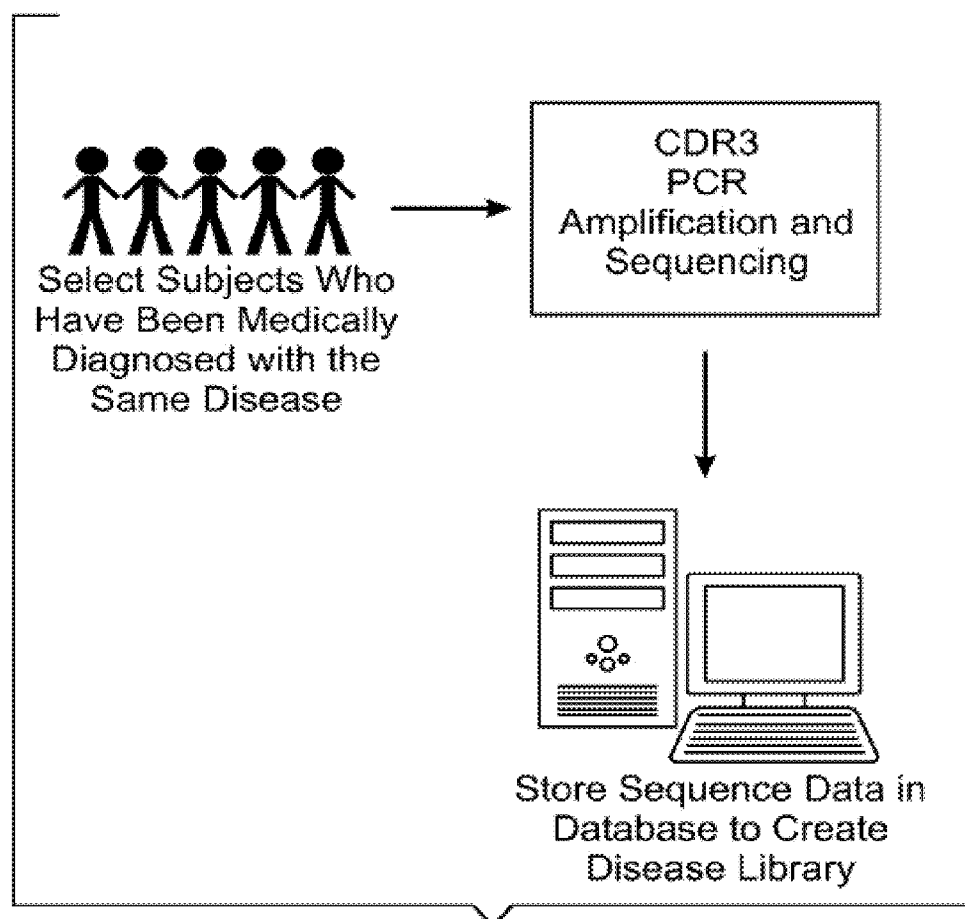 Select Subjects Who
Have Been Medically
Diagnosed with the
Same Disease
CDR3
PCR
Amplification and
Sequencing
Store Sequence Data in
Database to Create
Disease Library